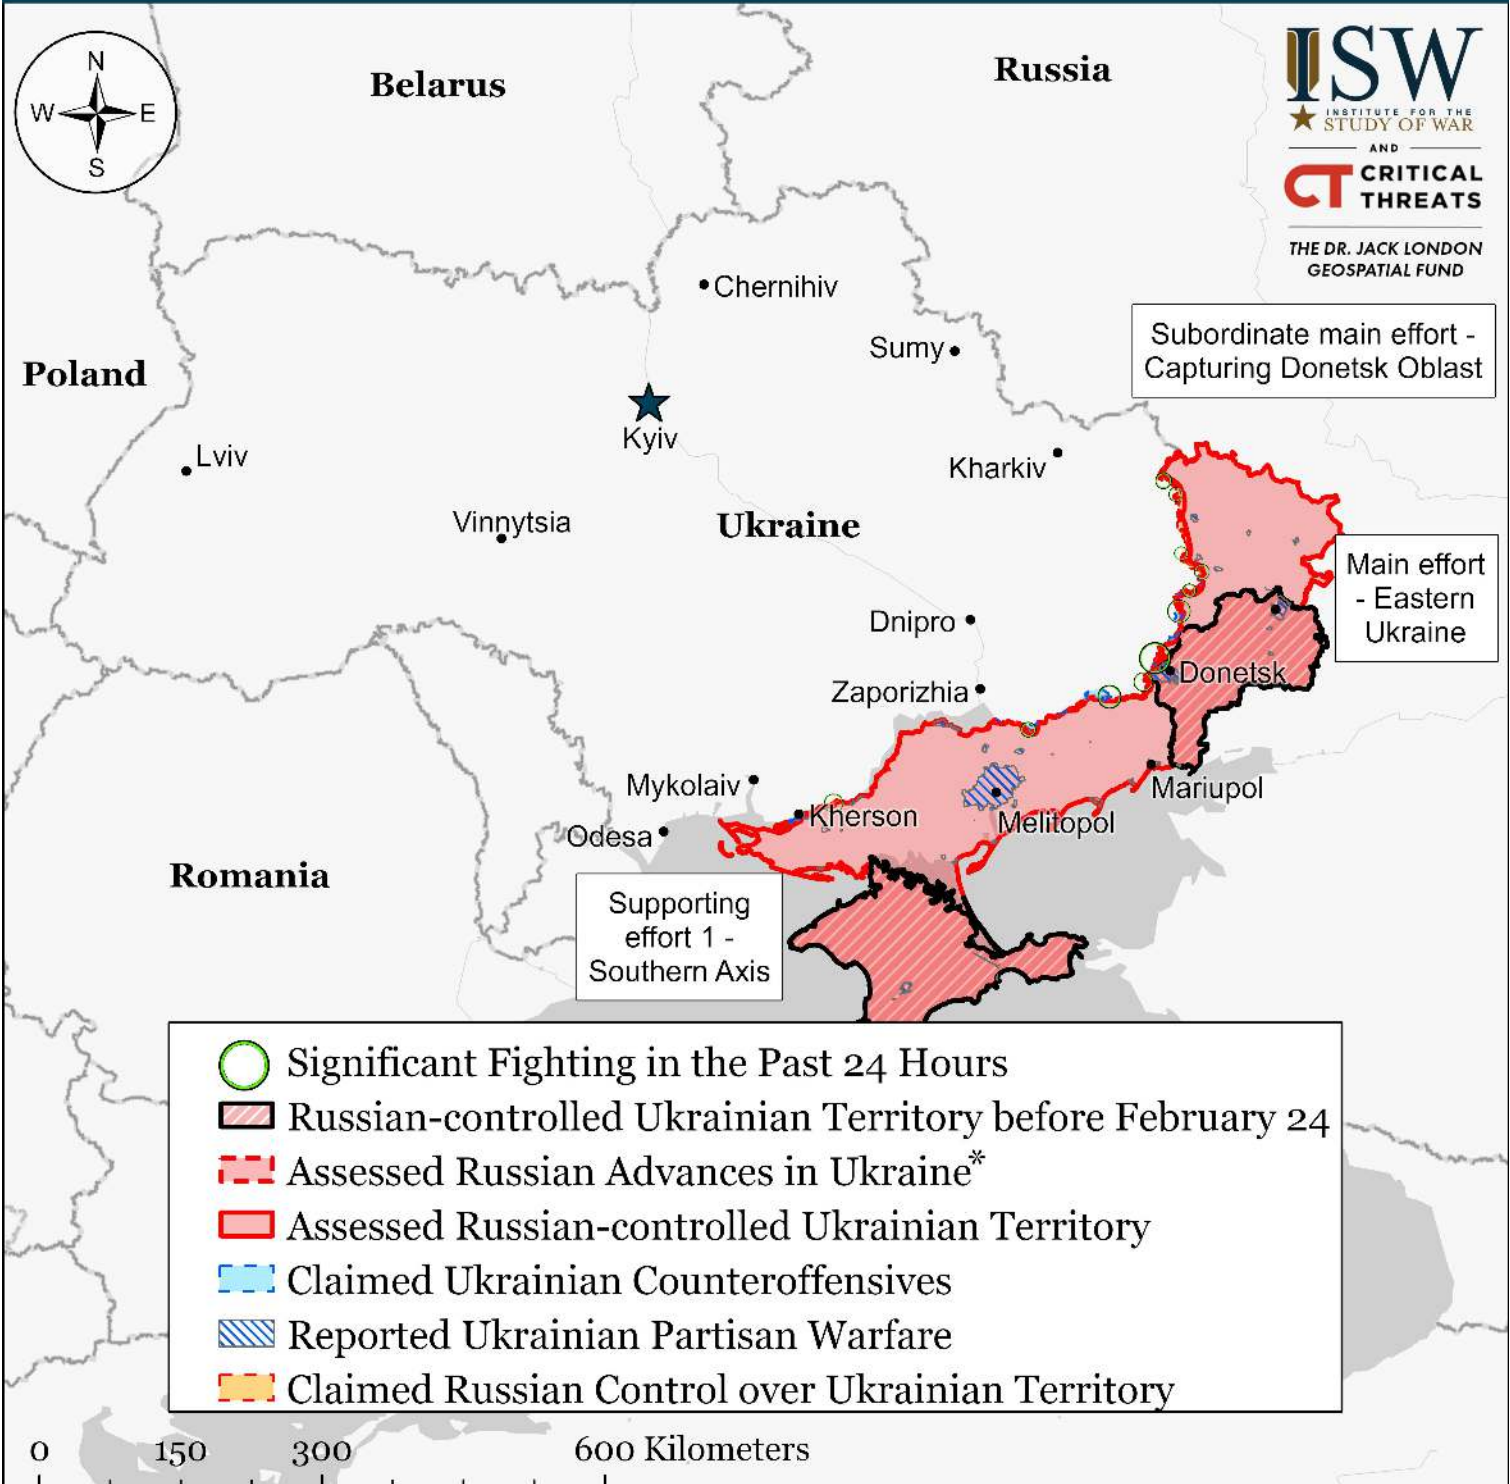 N
W
E
S
Belarus
Russia
ISW
INSTITUTE FOR THE
STUDY OF WAR
AND
CT CRITICAL
THREATS
THE DR. JACK LONDON
GEOSPATIAL FUND
Chernihiv
Subordinate main effort -
Capturing Donetsk Oblast
Sumy
Poland
Kyiv
Lviv
Kharkiv
Vinnytsia
Ukraine
Main effort
- Eastern
Ukraine
Dnipro
Donetsk
Zaporizhia
Mykolaiv
Mariupol
Kherson
Melitopol
Odesa
Romania
Supporting
effort 1 -
Southern Axis
Significant Fighting in the Past 24 Hours
Russian-controlled Ukrainian Territory before February 24
Assessed Russian Advances in Ukraine*
Assessed Russian-controlled Ukrainian Territory
Claimed Ukrainian Counteroffensives
Reported Ukrainian Partisan Warfare
Claimed Russian Control over Ukrainian Territory
0 150 300 600 Kilometers